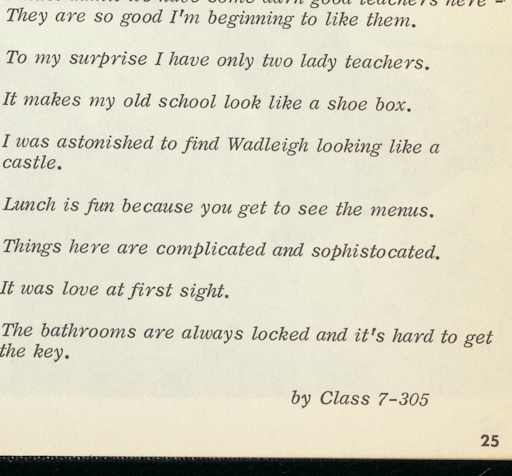 have some darn good teachers here -
They are so good I'm beginning to like them.
To my surprise I have only two lady teachers.
It makes my old school look like a shoe box.
I was astonished to find Wadleigh looking like a
castle.
Lunch is fun because you get to see the menus.
Things here are complicated and sophistocated.
It was love at first sight.
The bathrooms are always locked and it's hard to get
the key.
by Class 7-305
25